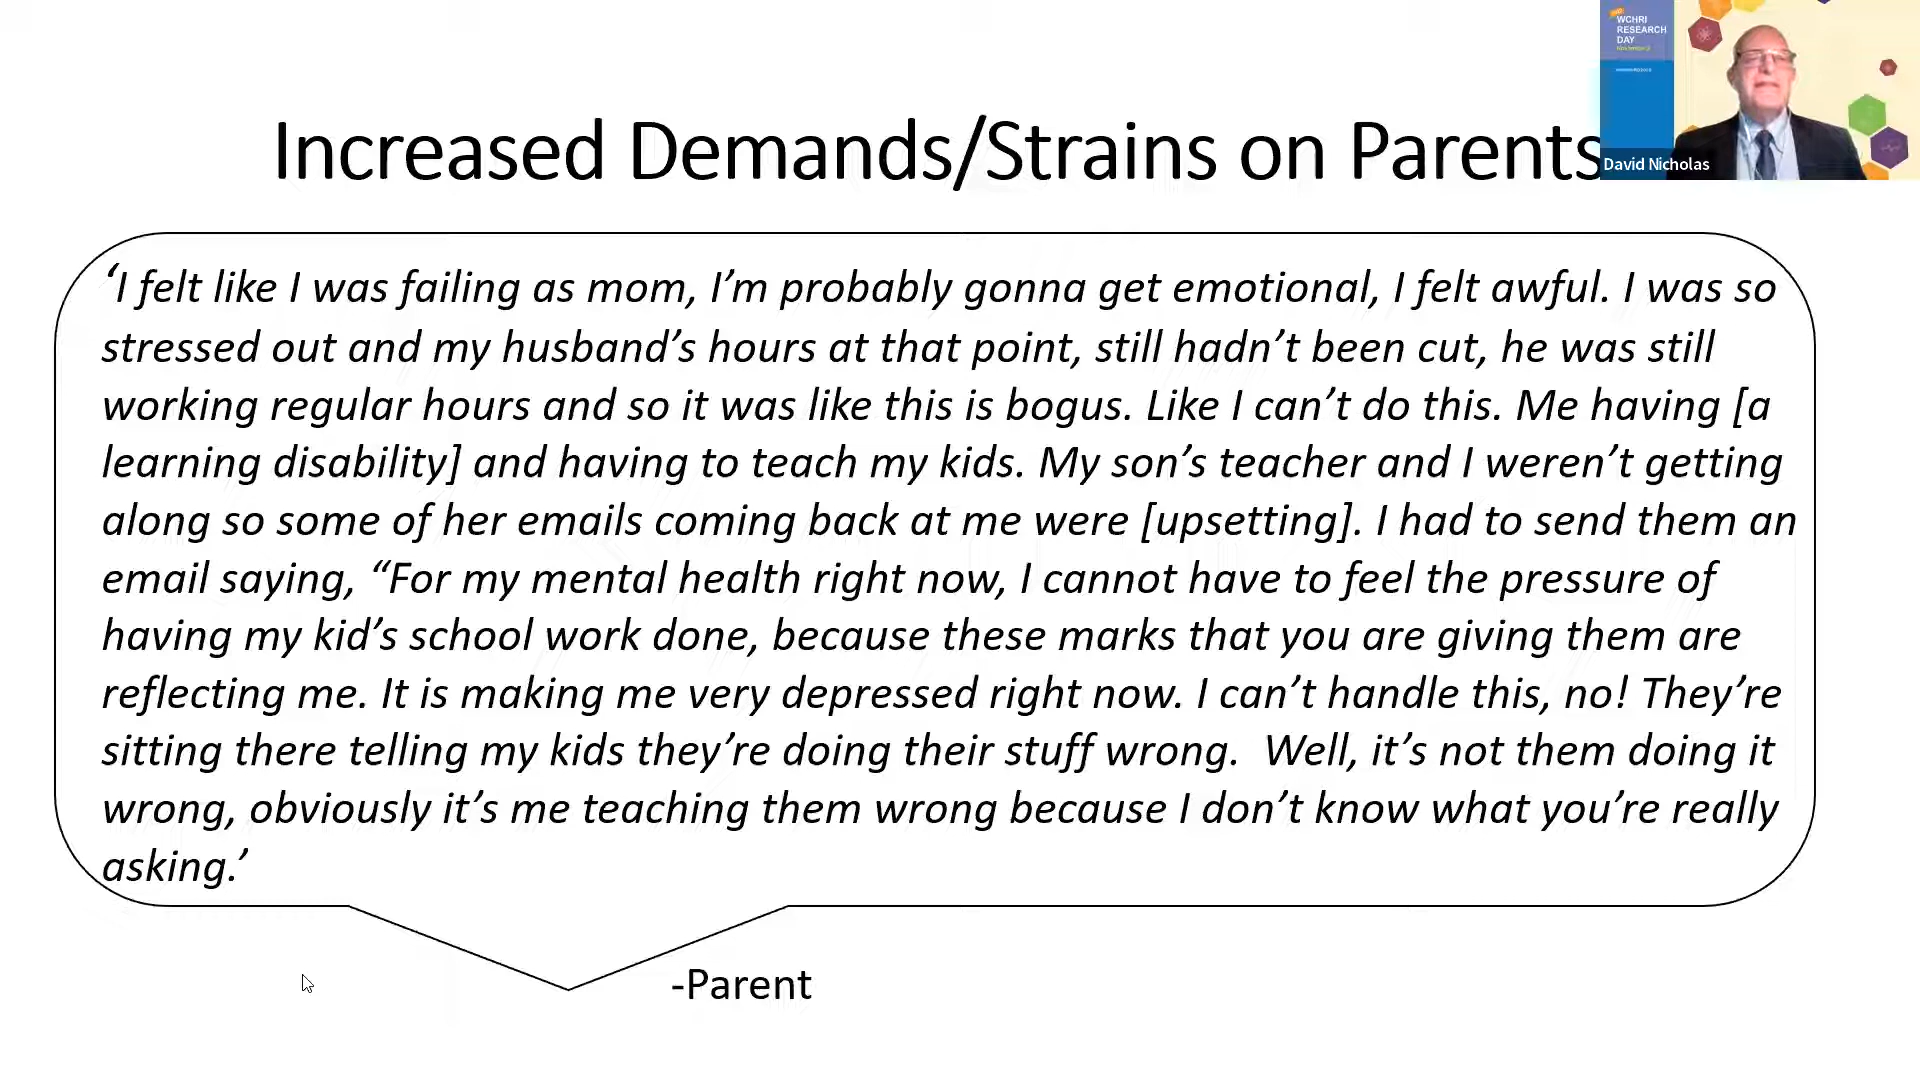 WCHRI
RESEARCH
DAY
Increased Demands/Strains on Parents
David Nicholas
‘I felt like I was failing as mom, I’m probably gonna get emotional, I felt awful. I was so
stressed out and my husband’s hours at that point, still hadn’t been cut, he was still
working regular hours and so it was like this is bogus. Like I can’t do this. Me having [a
learning disability] and having to teach my kids. My son’s teacher and I weren’t getting
along so some of her emails coming back at me were [upsetting]. I had to send them an
email saying, “For my mental health right now, I cannot have to feel the pressure of
having my kid’s school work done, because these marks that you are giving them are
reflecting me. It is making me very depressed right now. I can’t handle this, no! They’re
sitting there telling my kids they’re doing their stuff wrong.  Well, it’s not them doing it
wrong, obviously it’s me teaching them wrong because I don’t know what you’re really
asking.’
-Parent